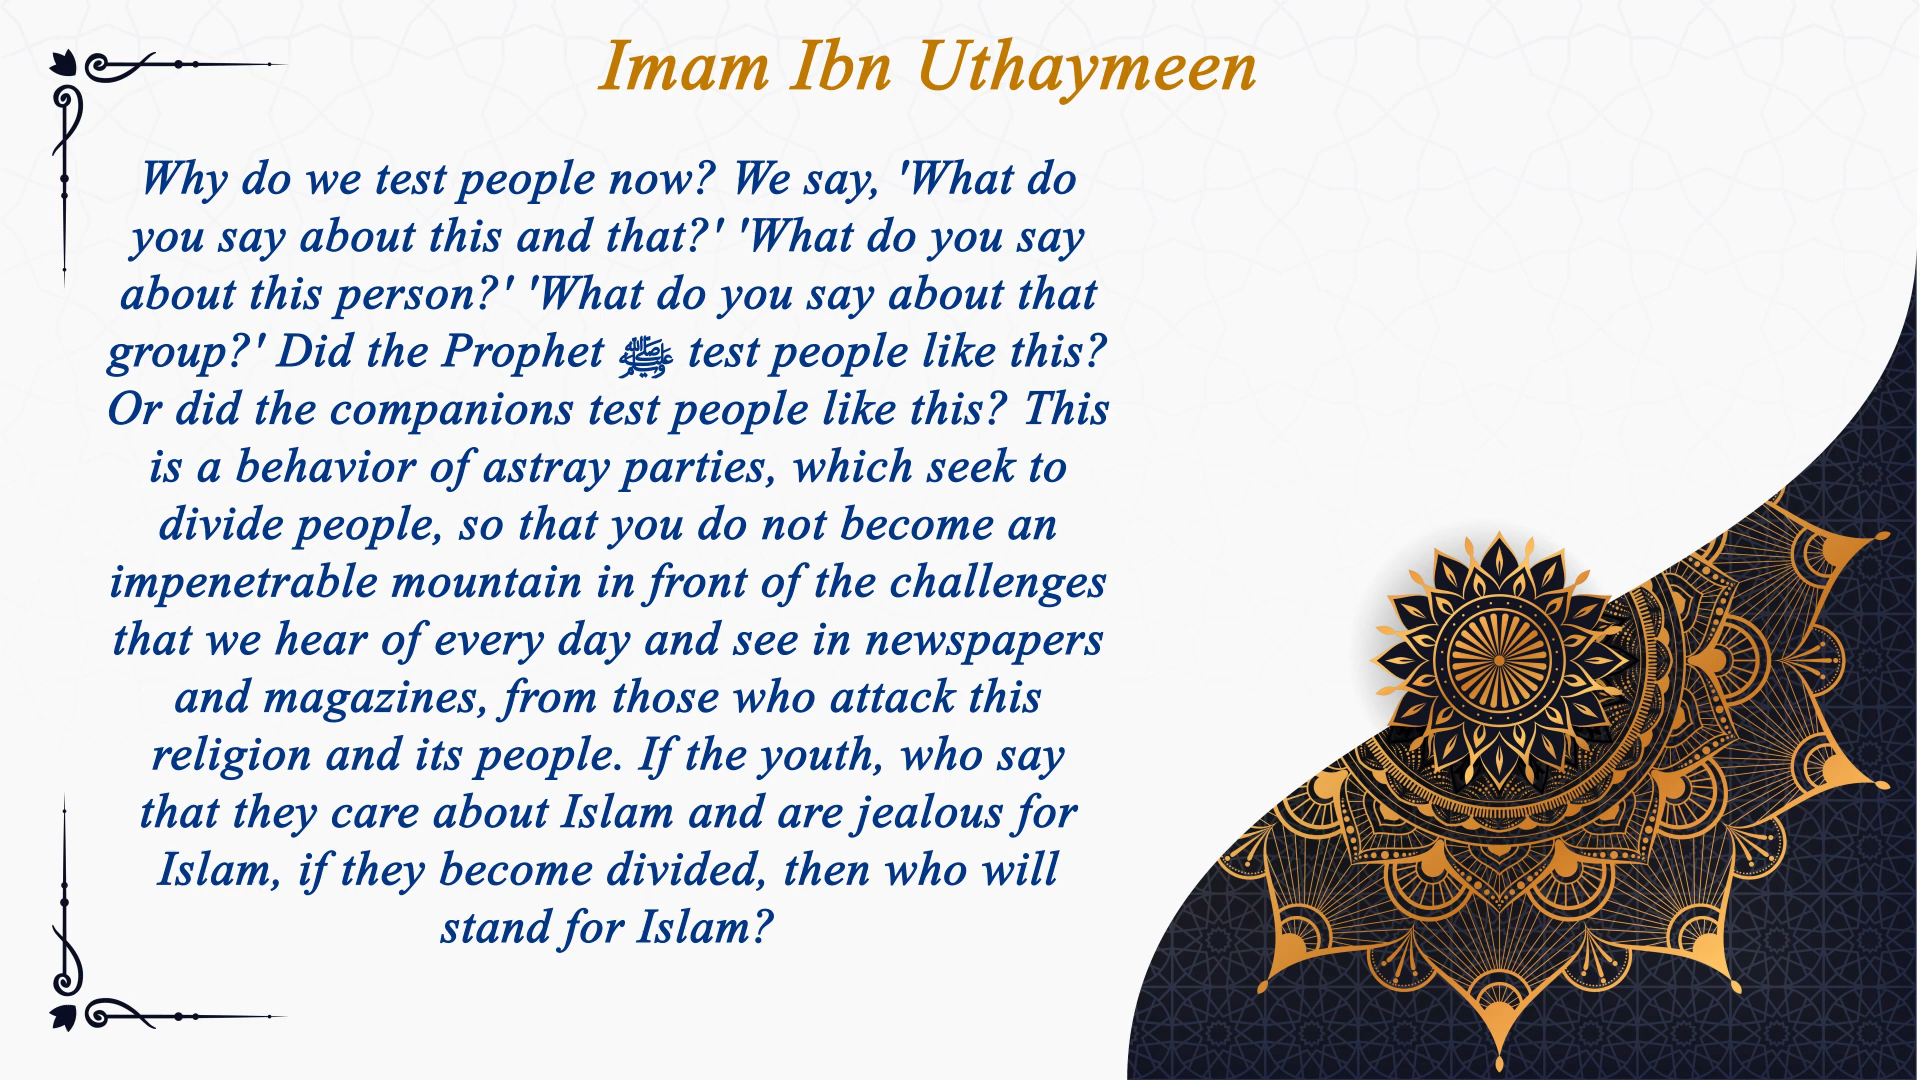 Imam Ibn Uthaymeen
Why do we test people now? We say, 'What do
you say about this and that?' 'What do you say
about this person?' 'What do you say about that
group?' Did the Prophet ﷺ test people like this?
Or did the companions test people like this? This
is a behavior of astray parties, which seek to
divide people, so that you do not become an
impenetrable mountain in front of the challenges
that we hear of every day and see in newspapers
and magazines, from those who attack this
religion and its people. If the youth, who say
that they care about Islam and are jealous for
Islam, if they become divided, then who will
stand for Islam?